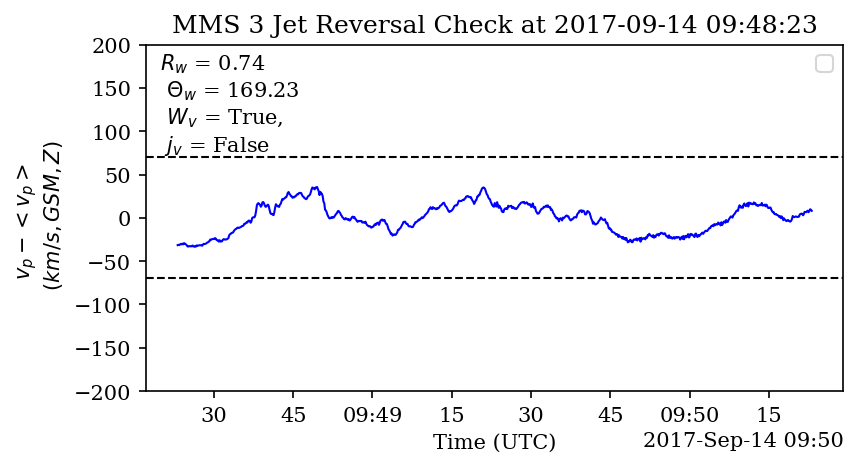 MMS 3 Jet Reversal Check at 2017-09-14 09:48:23
R_w = 0.74
Θ_w = 169.23
W_v = True,
j_v = False
v_p − < v_p >
(km/s, GSM, Z)
200
150
100
50
0
−50
−100
−150
−200
30 45 09:49 15 30 45 09:50 15
Time (UTC)
2017-Sep-14 09:50